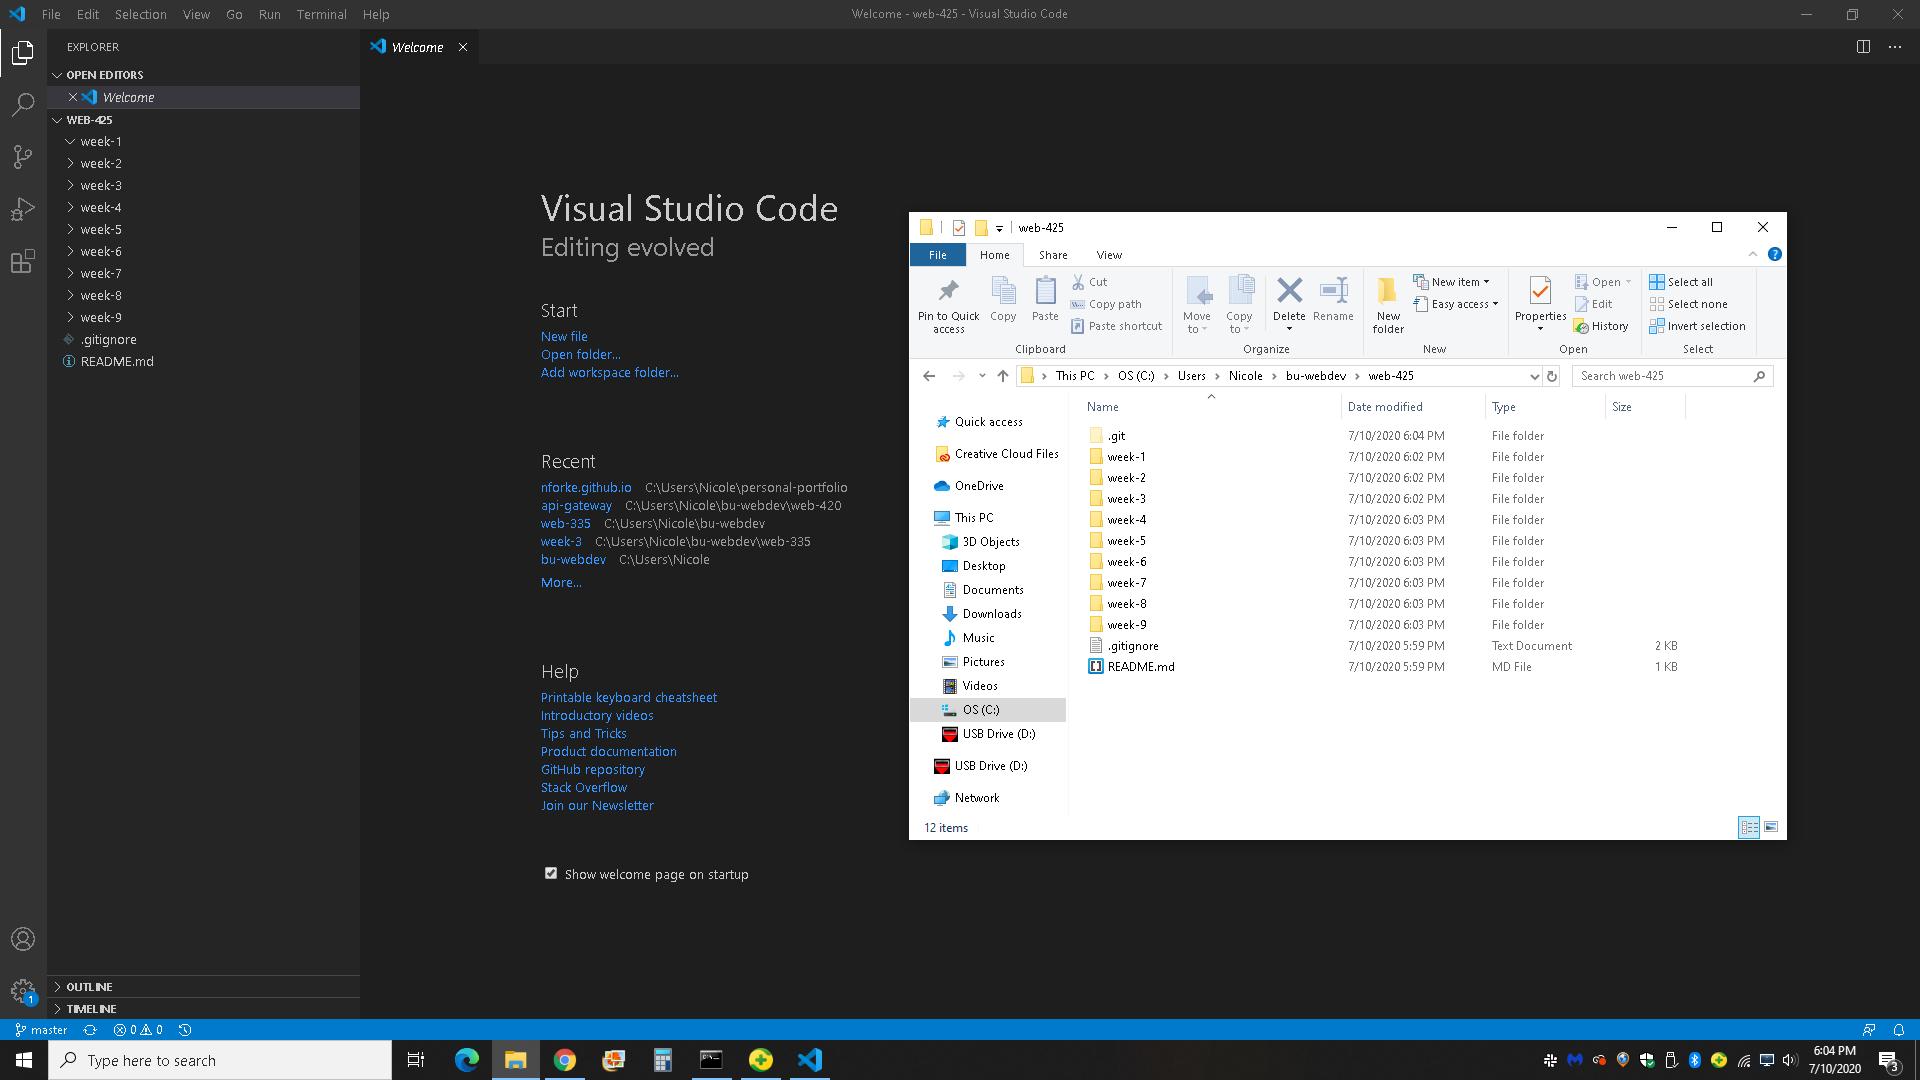 File Edit Selection View Go Run Terminal Help
Welcome - web-425 - Visual Studio Code
EXPLORER
OPEN EDITORS
Welcome
WEB-425
week-1
week-2
week-3
week-4
week-5
week-6
week-7
week-8
week-9
.gitignore
README.md
OUTLINE
TIMELINE
1
master
0 0
Welcome
Visual Studio Code
Editing evolved
Start
New file
Open folder...
Add workspace folder...
Recent
nforke.github.io C:\Users\Nicole\personal-portfolio
api-gateway C:\Users\Nicole\bu-webdev\web-420
web-335 C:\Users\Nicole\bu-webdev
week-3 C:\Users\Nicole\bu-webdev\web-335
bu-webdev C:\Users\Nicole
More...
Help
Printable keyboard cheatsheet
Introductory videos
Tips and Tricks
Product documentation
GitHub repository
Stack Overflow
Join our Newsletter
Show welcome page on startup
web-425
File Home Share View
Pin to Quick access
Copy
Paste
Cut
Copy path
Paste shortcut
Clipboard
Move to
Copy to
Delete
Rename
Organize
New folder
New item
Easy access
New
Properties
Open
Edit
History
Open
Select all
Select none
Invert selection
Select
This PC OS (C:) Users Nicole bu-webdev web-425
Search web-425
Quick access
Creative Cloud Files
OneDrive
This PC
3D Objects
Desktop
Documents
Downloads
Music
Pictures
Videos
OS (C:)
USB Drive (D:)
USB Drive (D:)
Network
Name Date modified Type Size
.git 7/10/2020 6:04 PM File folder
week-1 7/10/2020 6:02 PM File folder
week-2 7/10/2020 6:02 PM File folder
week-3 7/10/2020 6:02 PM File folder
week-4 7/10/2020 6:03 PM File folder
week-5 7/10/2020 6:03 PM File folder
week-6 7/10/2020 6:03 PM File folder
week-7 7/10/2020 6:03 PM File folder
week-8 7/10/2020 6:03 PM File folder
week-9 7/10/2020 6:03 PM File folder
.gitignore 7/10/2020 5:59 PM Text Document 2 KB
README.md 7/10/2020 5:59 PM MD File 1 KB
12 items
Type here to search
6:04 PM
7/10/2020
3